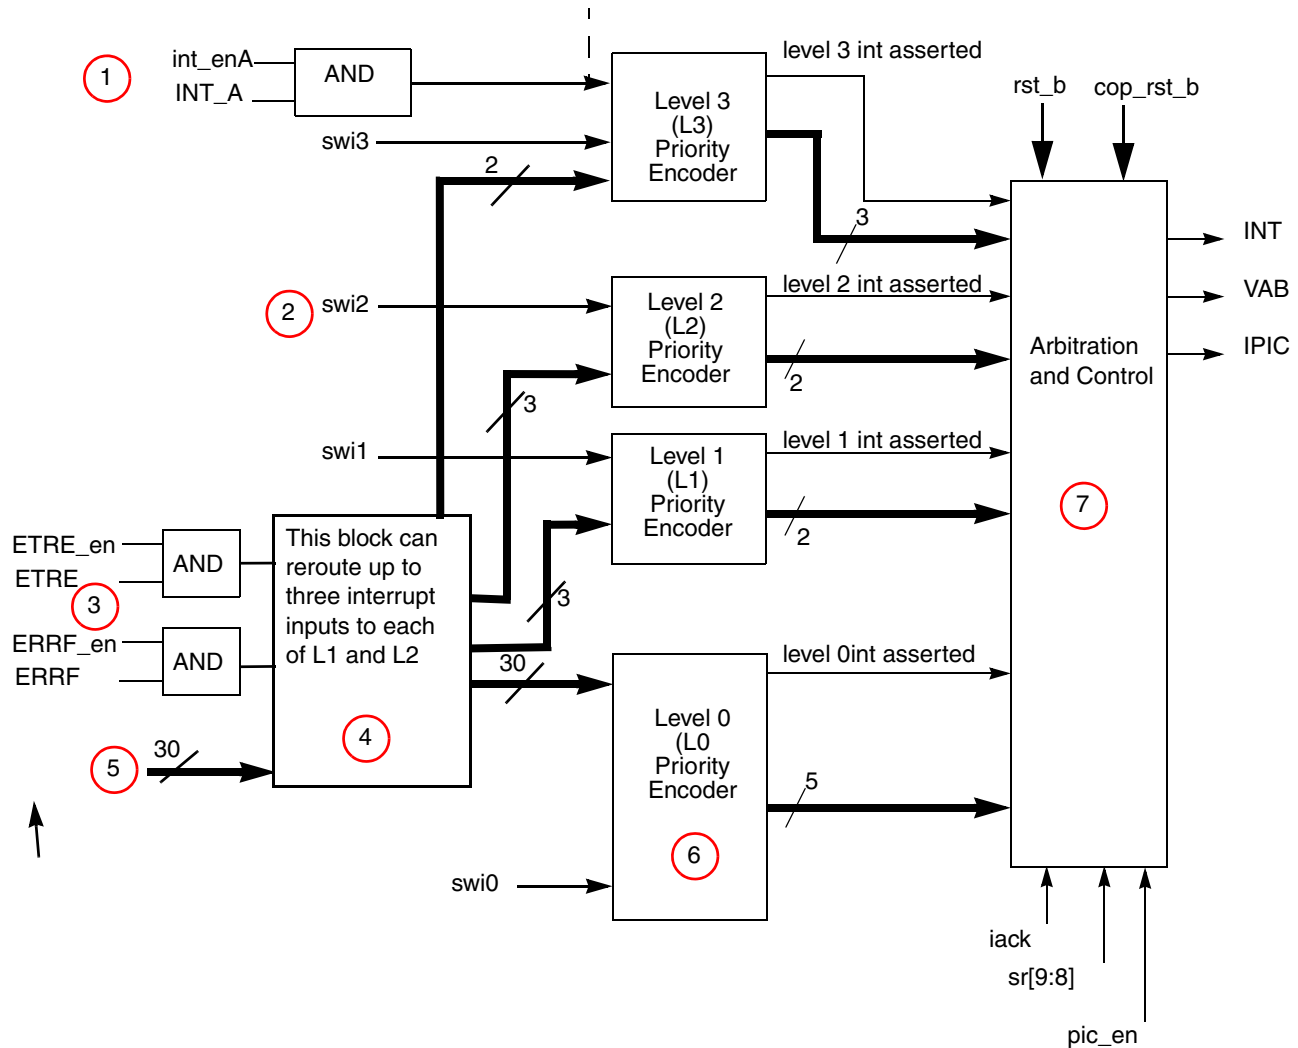 1
int_enA
INT_A
AND
swi3
2
Level 3
(L3)
Priority
Encoder
level 3 int asserted
3
rst_b
cop_rst_b
2
swi2
3
Level 2
(L2)
Priority
Encoder
level 2 int asserted
2
Arbitration
and Control
7
INT
VAB
IPIC
swi1
3
Level 1
(L1)
Priority
Encoder
level 1 int asserted
2
ETRE_en
ETRE
AND
3
ERRF_en
ERRF
AND
5
30
This block can
reroute up to
three interrupt
inputs to each
of L1 and L2
4
30
Level 0
(L0
Priority
Encoder
6
level 0int asserted
5
swi0
iack
sr[9:8]
pic_en